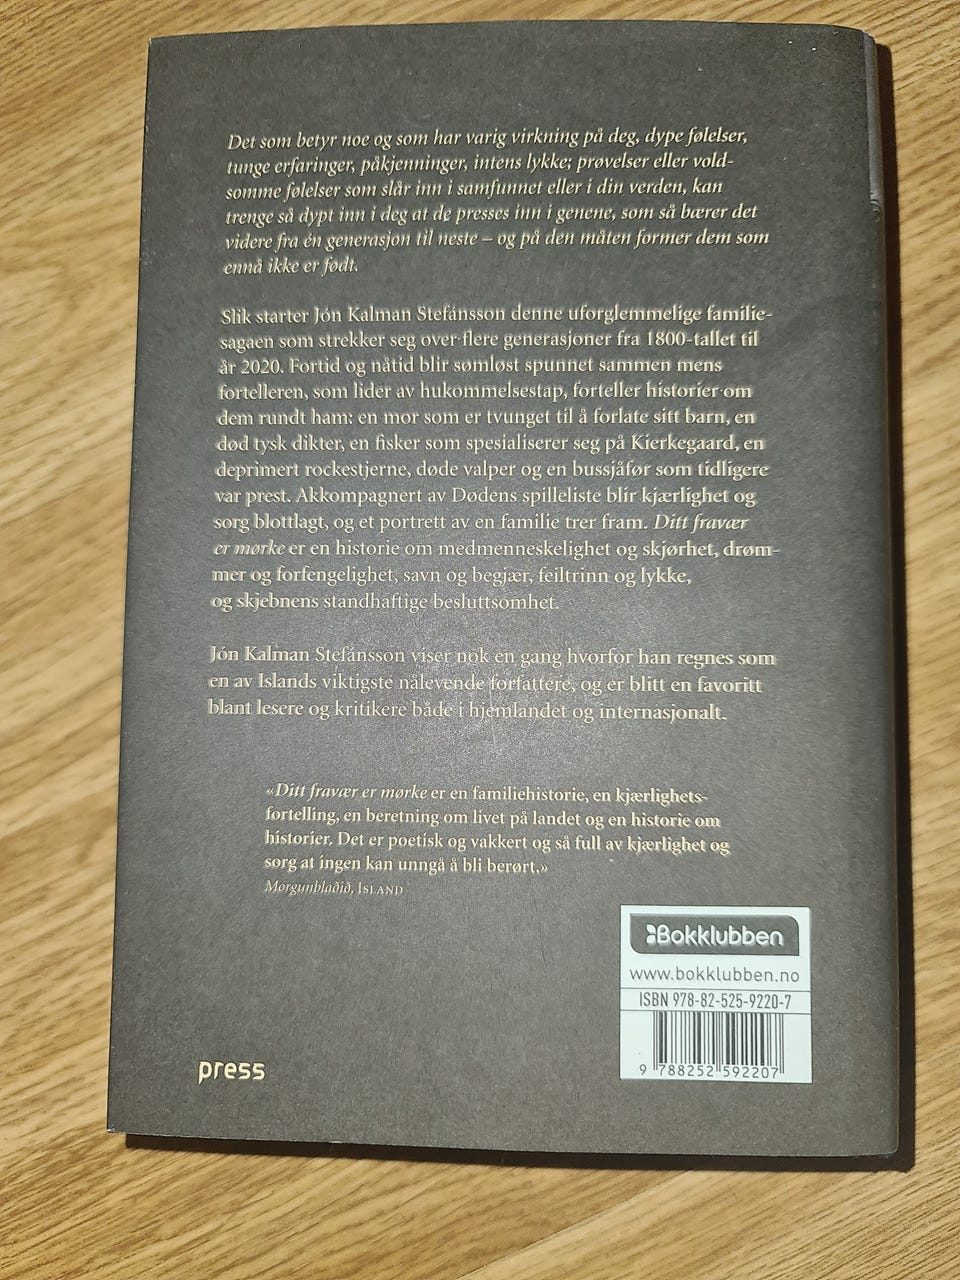 Det som betyr noe og som har varig virkning på deg, dype følelser,
tunge erfaringer, påkjenninger, intens lykke; prøvelser eller vold-
somme følelser som slår inn i samfunnet eller i din verden, kan
trenge så dypt inn i deg at de presses inn i genene, som så bærer det
videre fra én generasjon til neste – og på den måten former dem som
ennå ikke er født.
Slik starter Jón Kalman Stefánsson denne uforglemmelige familie-
sagaen som strekker seg over flere generasjoner fra 1800-tallet til
år 2020. Fortid og nåtid blir sømløst spunnet sammen mens
fortelleren, som lider av hukommelsestap, forteller historier om
dem rundt ham: en mor som er tvunget til å forlate sitt barn, en
død tysk dikter, en fisker som spesialiserer seg på Kierkegaard, en
deprimert rockestjerne, døde valper og en bussjåfør som tidligere
var prest. Akkompagnert av Dødens spilleliste blir kjærlighet og
sorg blottlagt, og et portrett av en familie trer fram. Ditt fravær
er mørke er en historie om medmenneskelighet og skjørhet, drøm-
mer og forfengelighet, savn og begjær, feiltrinn og lykke,
og skjebnens standhaftige besluttsomhet.
Jón Kalman Stefánsson viser nok en gang hvorfor han regnes som
en av Islands viktigste nålevende forfattere, og er blitt en favoritt
blant lesere og kritikere både i hjemlandet og internasjonalt.
«Ditt fravær er mørke er en familiehistorie, en kjærlighets-
fortelling, en beretning om livet på landet og en historie om
historier. Det er poetisk og vakkert og så full av kjærlighet og
sorg at ingen kan unngå å bli berørt.»
Morgunblaðið, ISLAND
Bokklubben
www.bokklubben.no
ISBN 978-82-525-9220-7
9 788252 592207
press